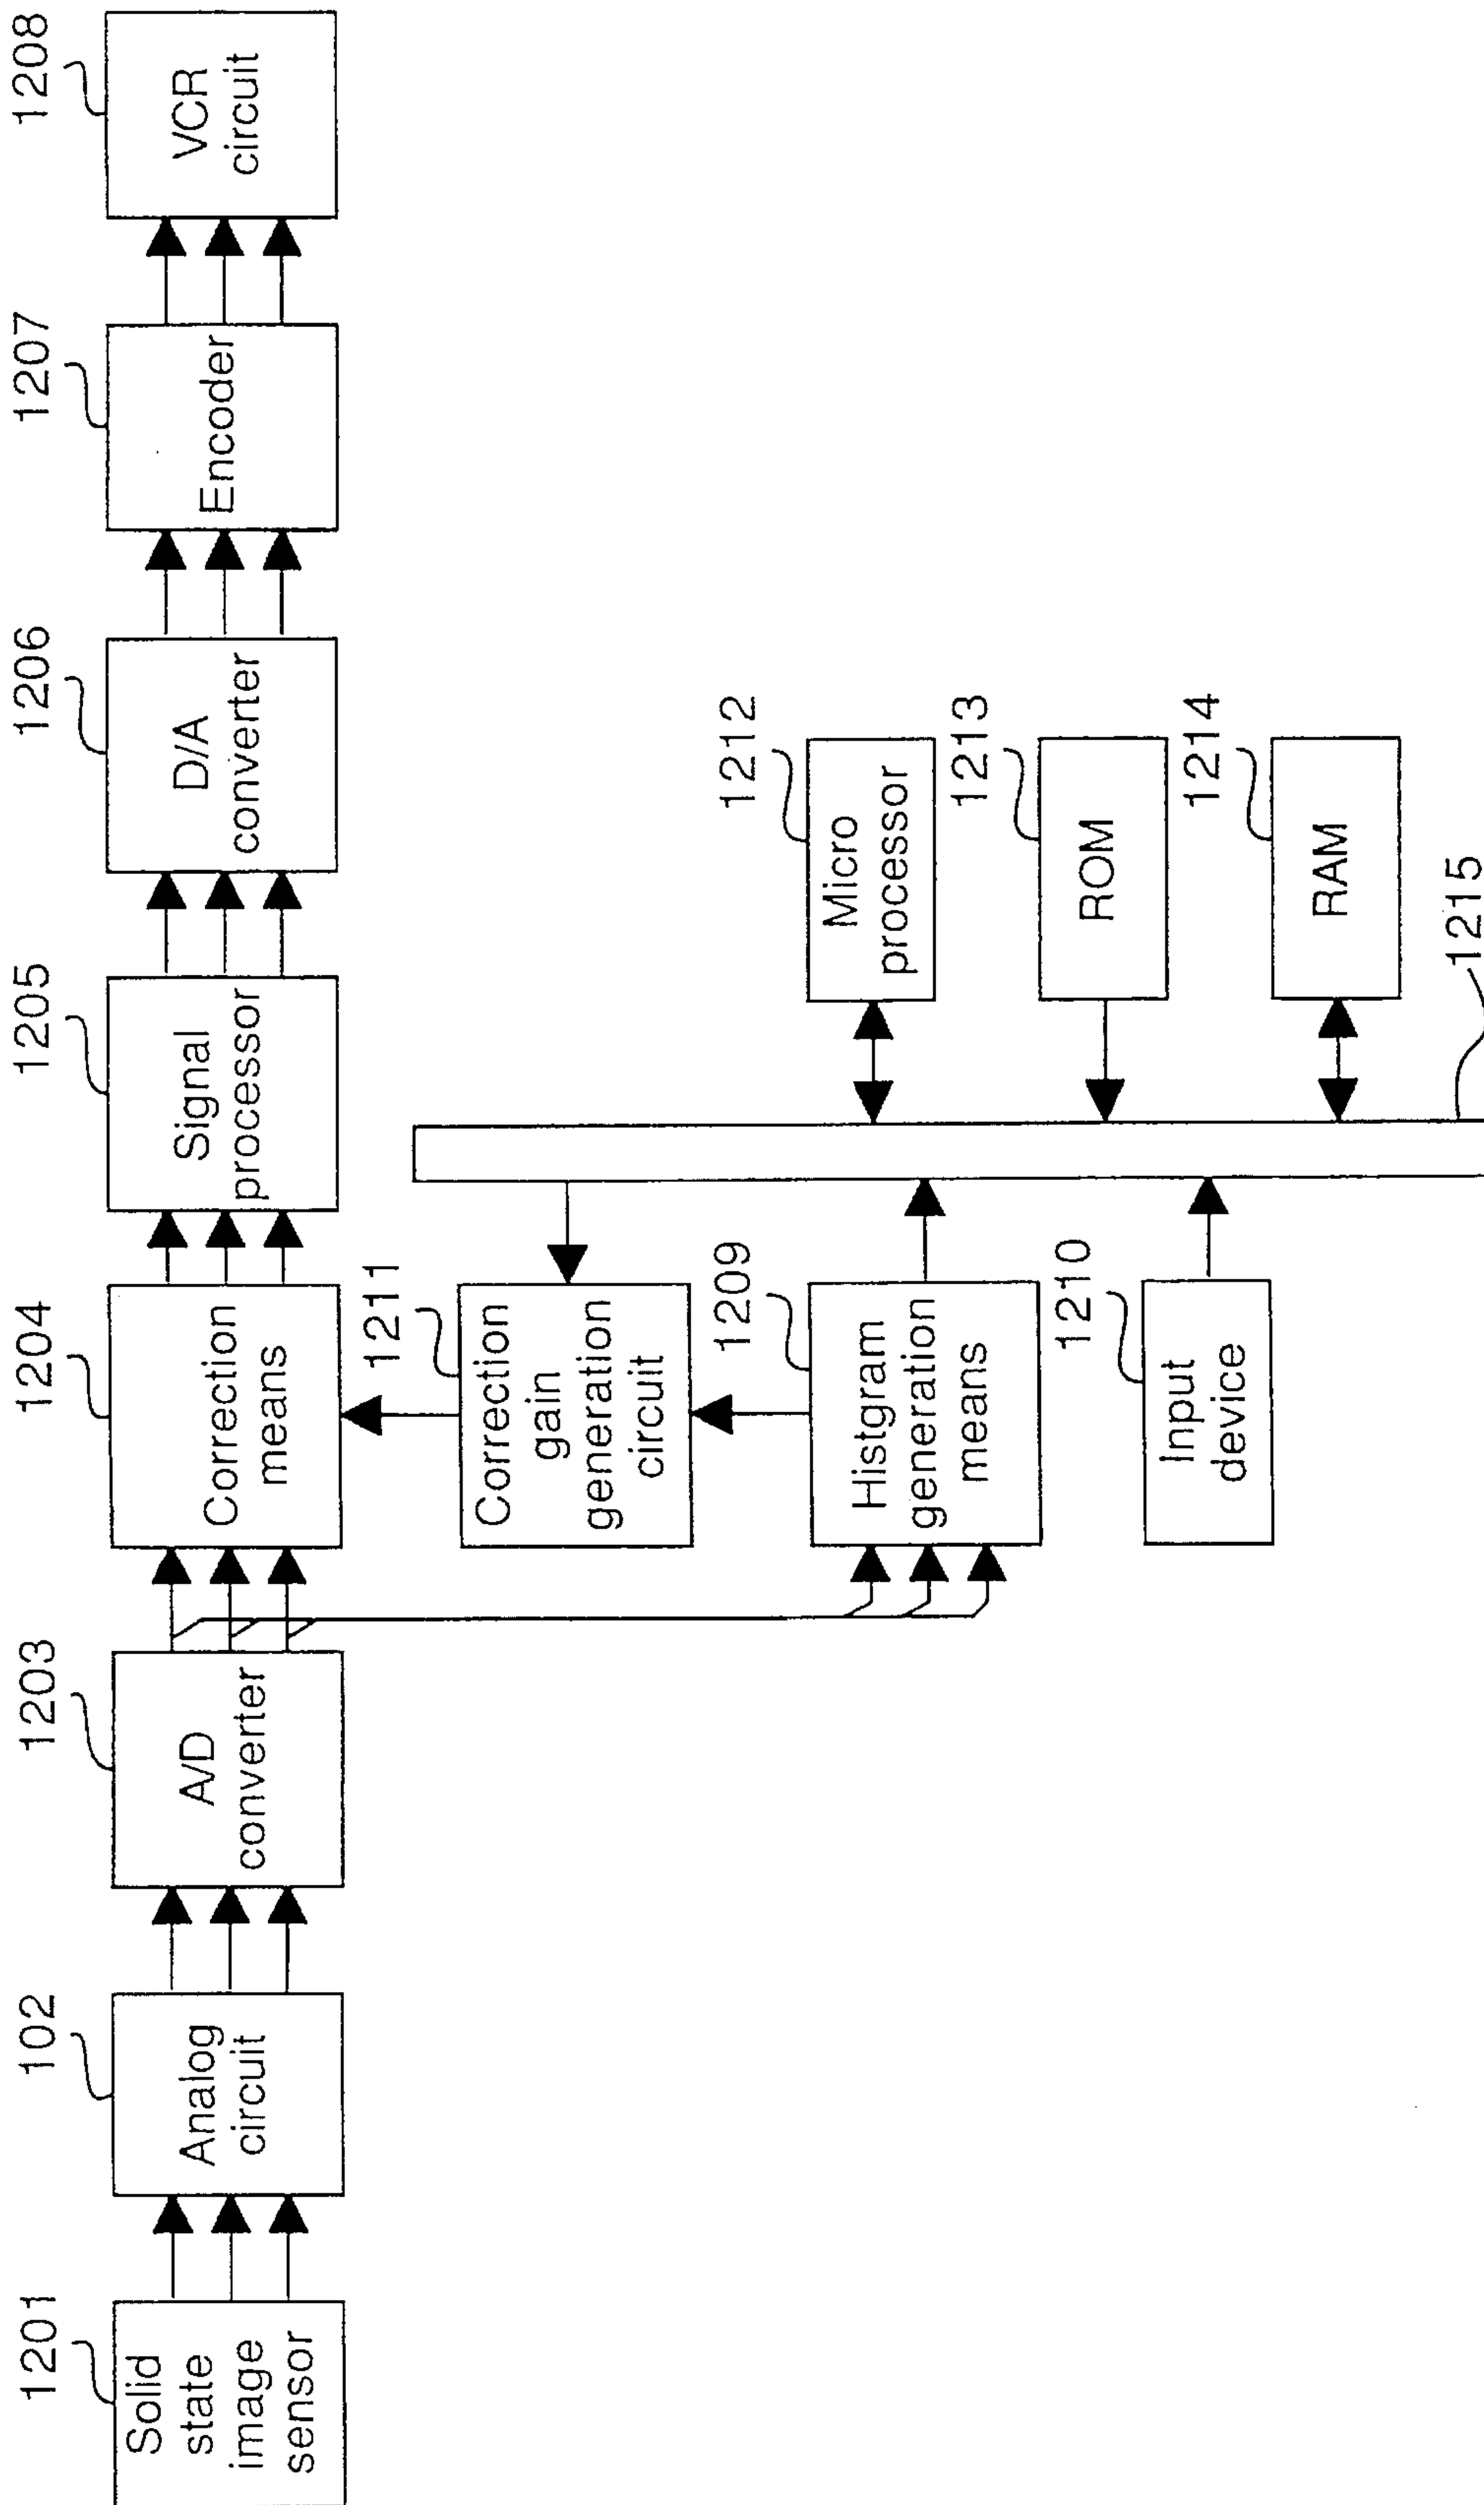 1201
Solid
state
image
sensor
102
Analog
circuit
1203
A/D
converter
1204
Correction
means
1205
Signal
processor
1206
D/A
converter
1207
Encoder
1208
VCR
circuit
1211
Correction
gain
generation
circuit
1209
Histgram
generation
means
1210
Input
device
1212
Micro
processor
1213
ROM
1214
RAM
1215